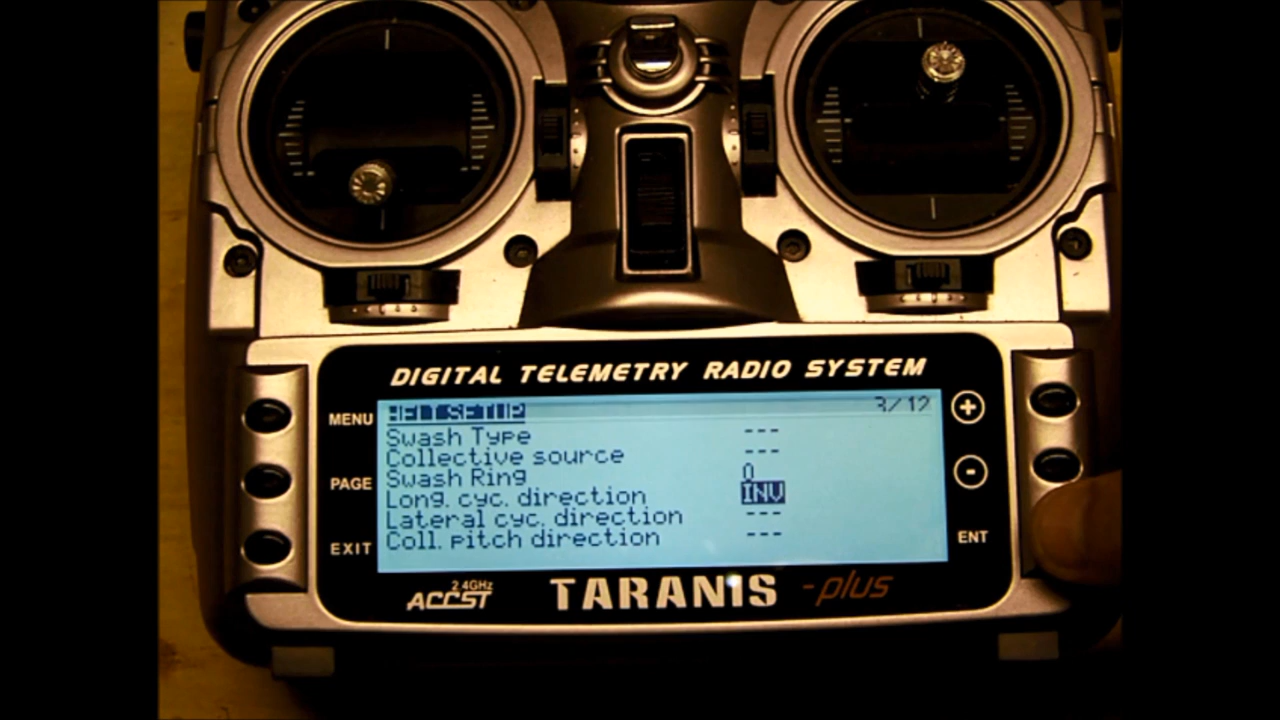 DIGITAL TELEMETRY RADIO SYSTEM
MENU
PAGE
EXIT
HELI SETUP 3/12
Swash Type ---
Collective source ---
Swash Ring 0
Long. cyc. direction INV
Lateral cyc. direction ---
Coll. pitch direction ---
+
-
ENT
2.4GHz
ACCST
TARANIS -plus